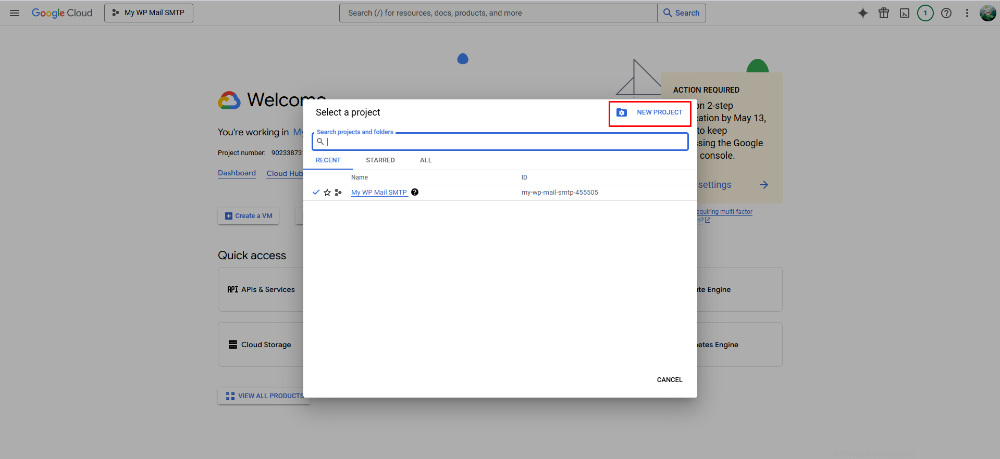 Google Cloud
My WP Mail SMTP
Search (/) for resources, docs, products, and more
Search
1
Welcome
ACTION REQUIRED
on 2-step
cation by May 13,
to keep
sing the Google
console.
settings
equiring multi-factor
n?
You're working in My
Project number: 90233873
Dashboard
Cloud Hub
Create a VM
Quick access
API APIs & Services
te Engine
Cloud Storage
etes Engine
VIEW ALL PRODUCTS
Select a project
NEW PROJECT
Search projects and folders
RECENT
STARRED
ALL
Name
ID
My WP Mail SMTP
my-wp-mail-smtp-455505
CANCEL
Activate Windows